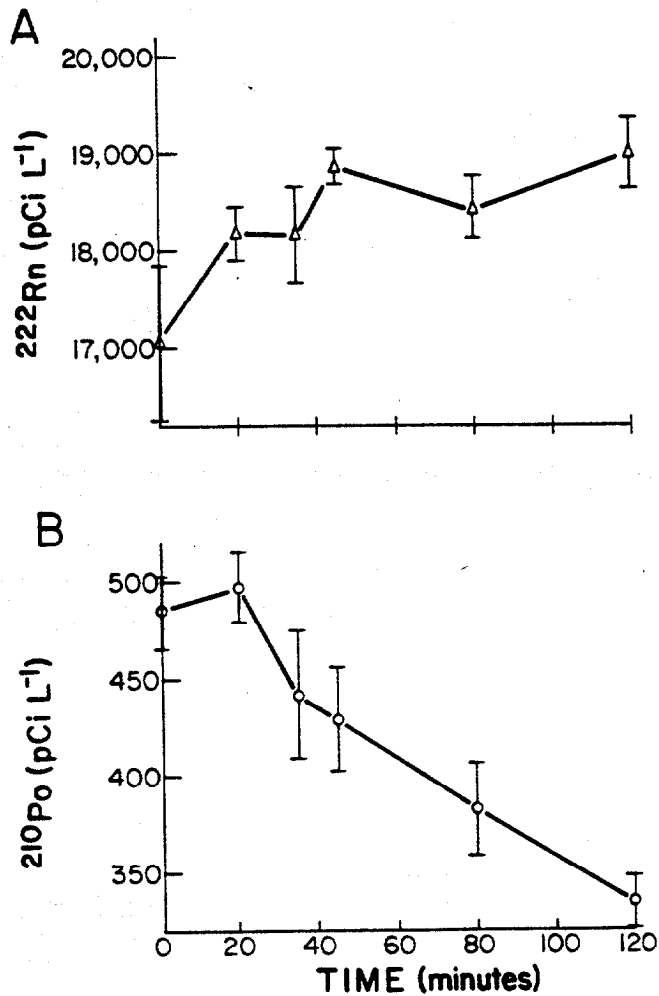 A
20,000
19,000
18,000
17,000
²²²Rn (pCi L⁻¹)
B
500
450
400
350
²¹⁰Po (pCi L⁻¹)
0 20 40 60 80 100 120
TIME (minutes)